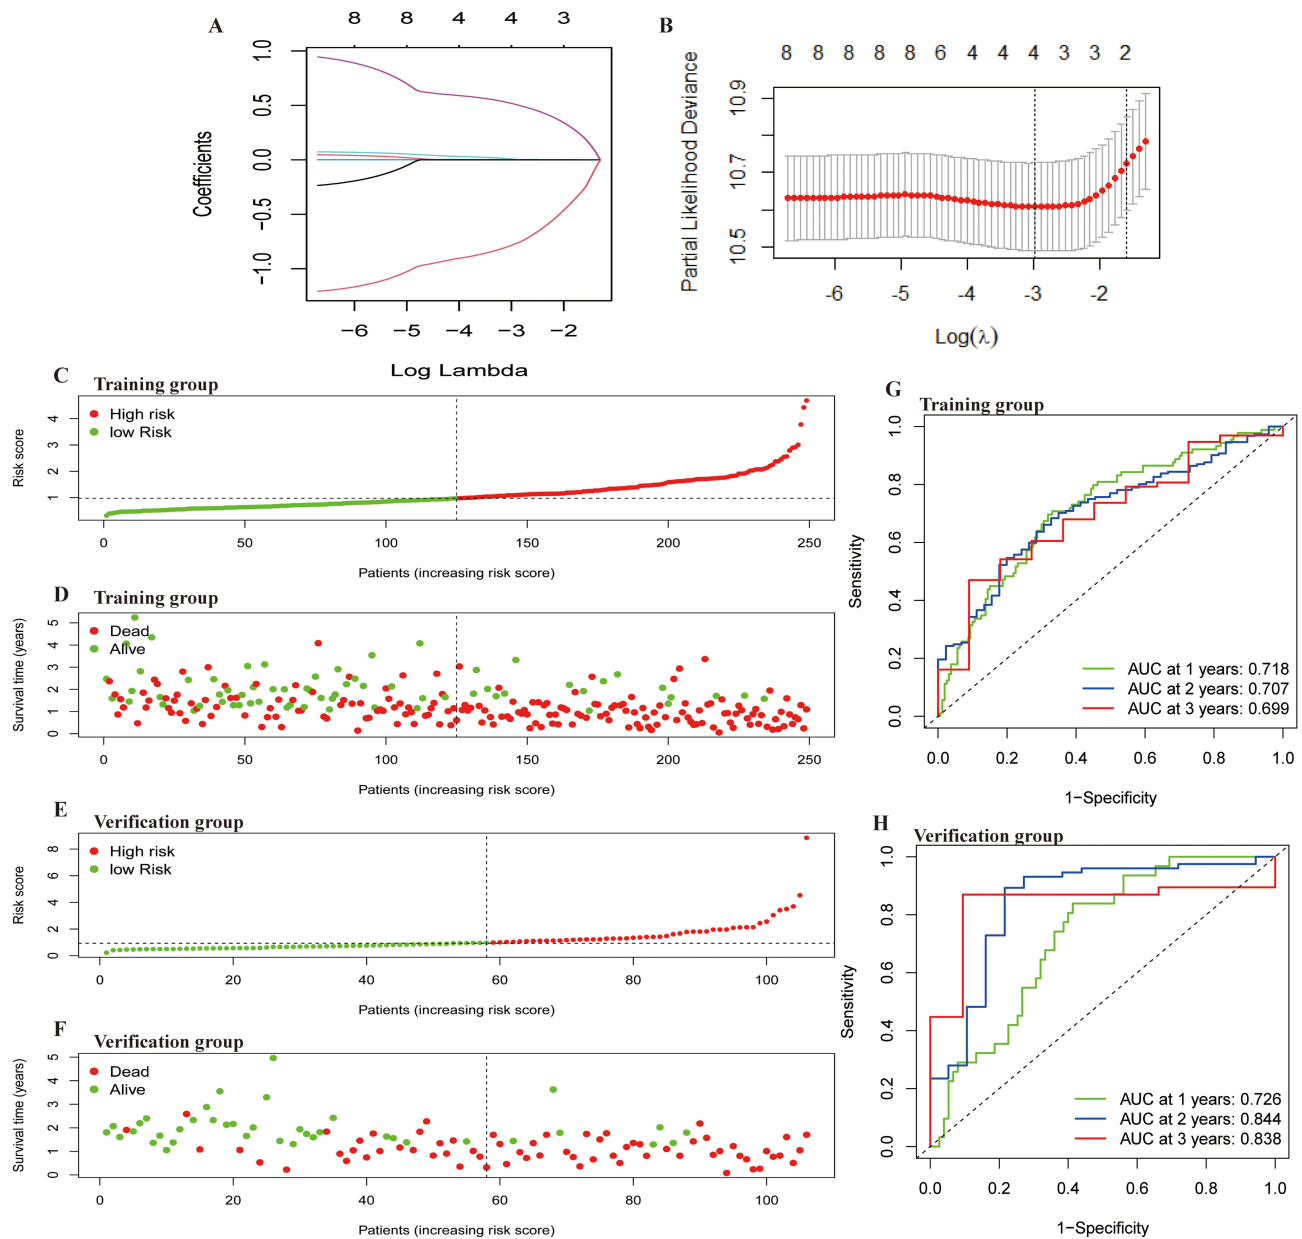 A
8 8 4 4 3
1.0
0.5
0.0
−0.5
−1.0
Coefficients
−6 −5 −4 −3 −2
Log Lambda
B
8 8 8 8 8 6 4 4 4 3 3 2
10.9
10.7
10.5
Partial Likelihood Deviance
-6 -5 -4 -3 -2
Log(λ)
C
Training group
High risk
low Risk
4
3
2
1
Risk score
0 50 100 150 200 250
Patients (increasing risk score)
D
Training group
Dead
Alive
5
4
3
2
1
0
Survival time (years)
0 50 100 150 200 250
Patients (increasing risk score)
E
Verification group
High risk
low Risk
8
6
4
2
0
Risk score
0 20 40 60 80 100
Patients (increasing risk score)
F
Verification group
Dead
Alive
5
4
3
2
1
0
Survival time (years)
0 20 40 60 80 100
Patients (increasing risk score)
G
Training group
1.0
0.8
0.6
0.4
0.2
0.0
Sensitivity
AUC at 1 years: 0.718
AUC at 2 years: 0.707
AUC at 3 years: 0.699
0.0 0.2 0.4 0.6 0.8 1.0
1−Specificity
H
Verification group
1.0
0.8
0.6
0.4
0.2
0.0
Sensitivity
AUC at 1 years: 0.726
AUC at 2 years: 0.844
AUC at 3 years: 0.838
0.0 0.2 0.4 0.6 0.8 1.0
1−Specificity